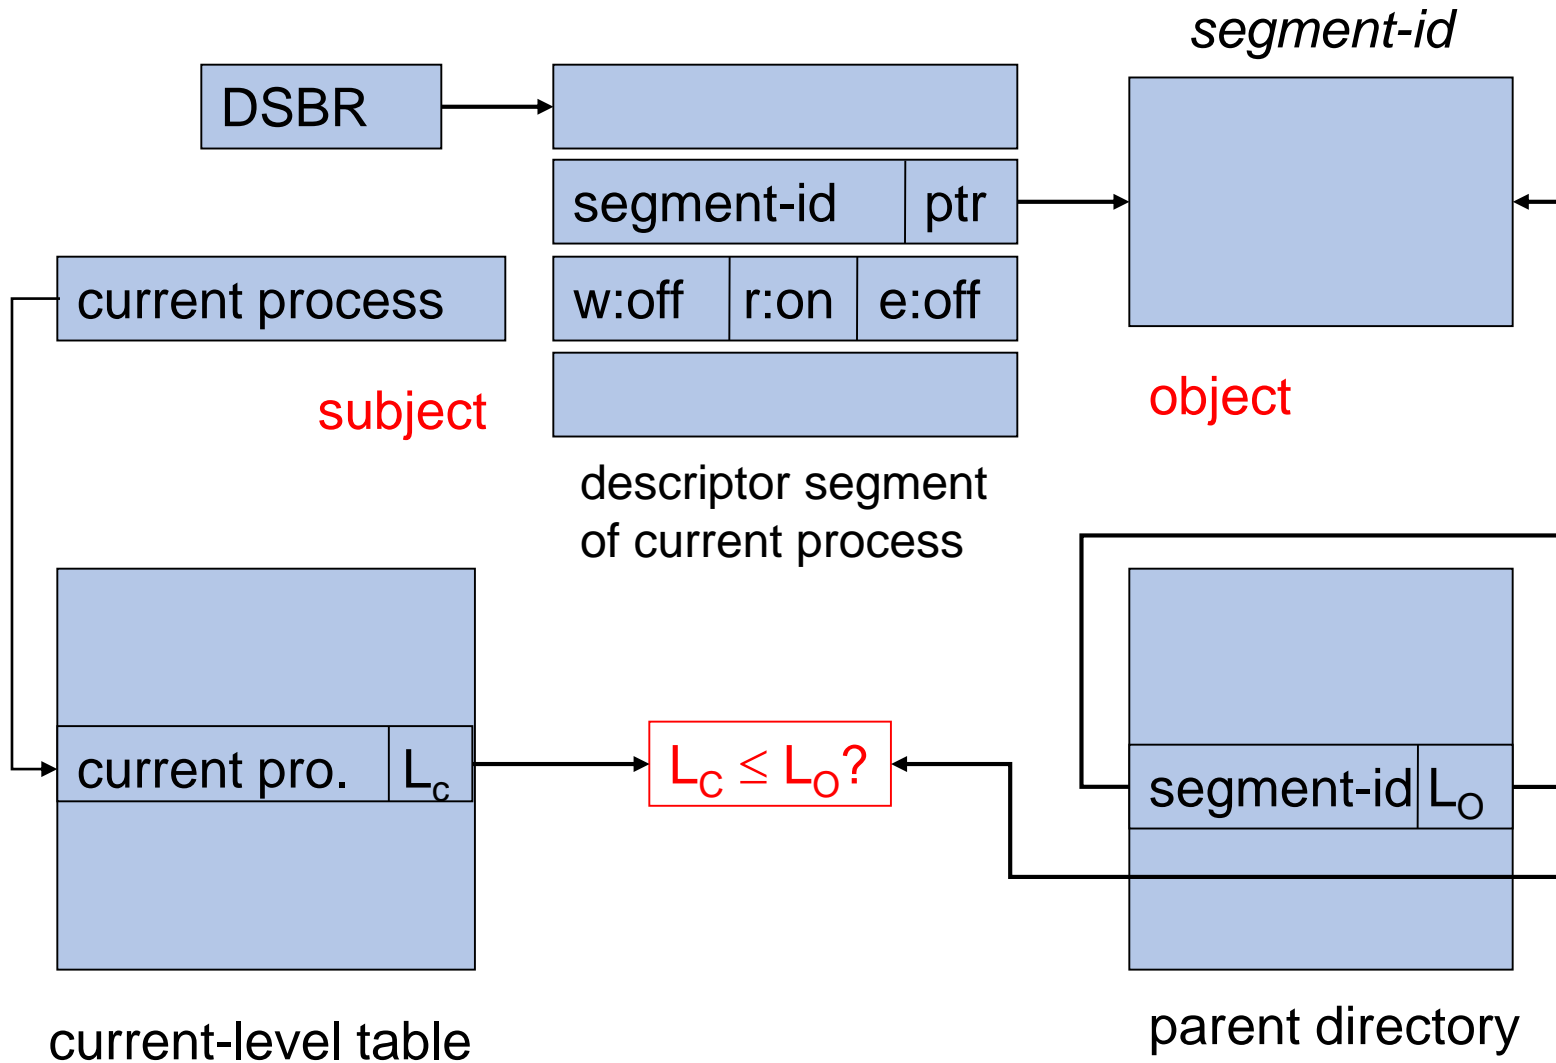 segment-id
DSBR
segment-id ptr
current process
w:off r:on e:off
subject
object
descriptor segment
of current process
current pro. Lc
LC ≤ LO?
segment-id LO
current-level table
parent directory